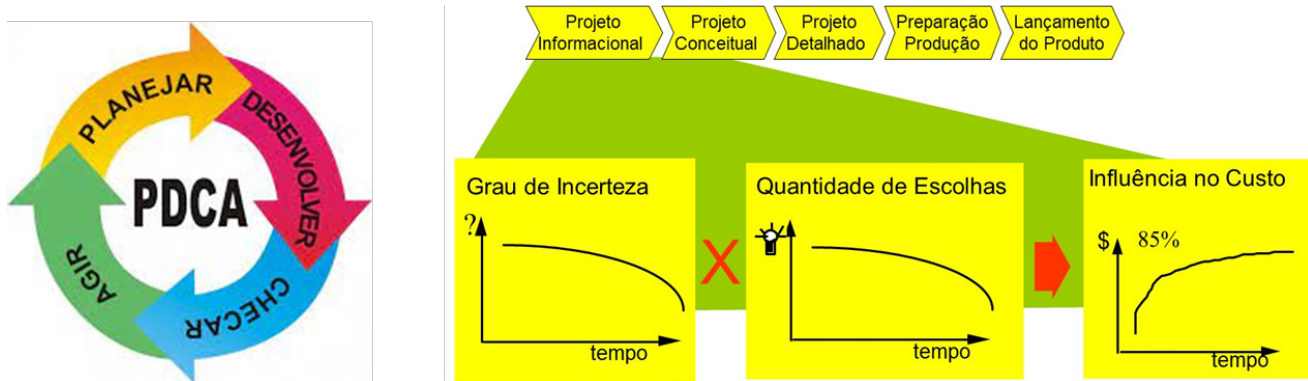 PLANEJAR
DESENVOLVER
CHECAR
AGIR
PDCA
Projeto
Informacional
Projeto
Conceitual
Projeto
Detalhado
Preparação
Produção
Lançamento
do Produto
Grau de Incerteza
?
tempo
X
Quantidade de Escolhas
tempo
Influência no Custo
$ 85%
tempo